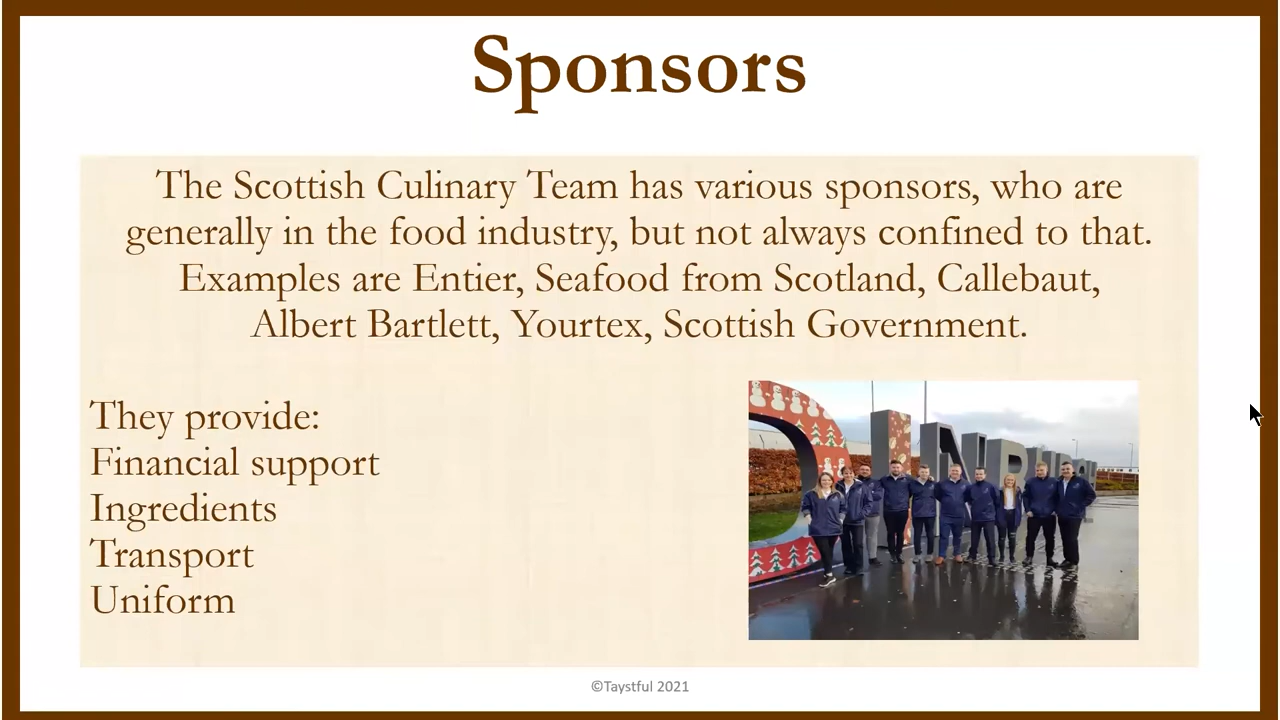 Sponsors
The Scottish Culinary Team has various sponsors, who are
generally in the food industry, but not always confined to that.
Examples are Entier, Seafood from Scotland, Callebaut,
Albert Bartlett, Yourtex, Scottish Government.
They provide:
Financial support
Ingredients
Transport
Uniform
©Taystful 2021